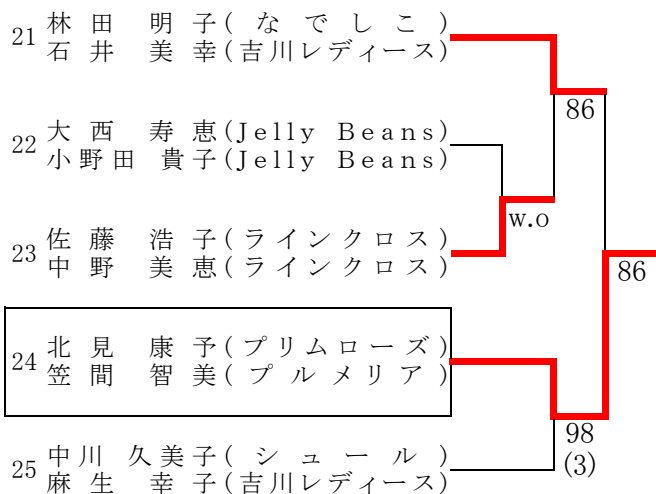 21 林田 明子(なでしこ)
石井 美幸(吉川レディース)
86
22 大西 寿恵(Jelly Beans)
小野田 貴子(Jelly Beans)
w.o
23 佐藤 浩子(ラインクロス)
中野 美恵(ラインクロス)
86
24 北見 康予(プリムローズ)
笠間 智美(プルメリア)
98
(3)
25 中川 久美子(シュール)
麻生 幸子(吉川レディース)